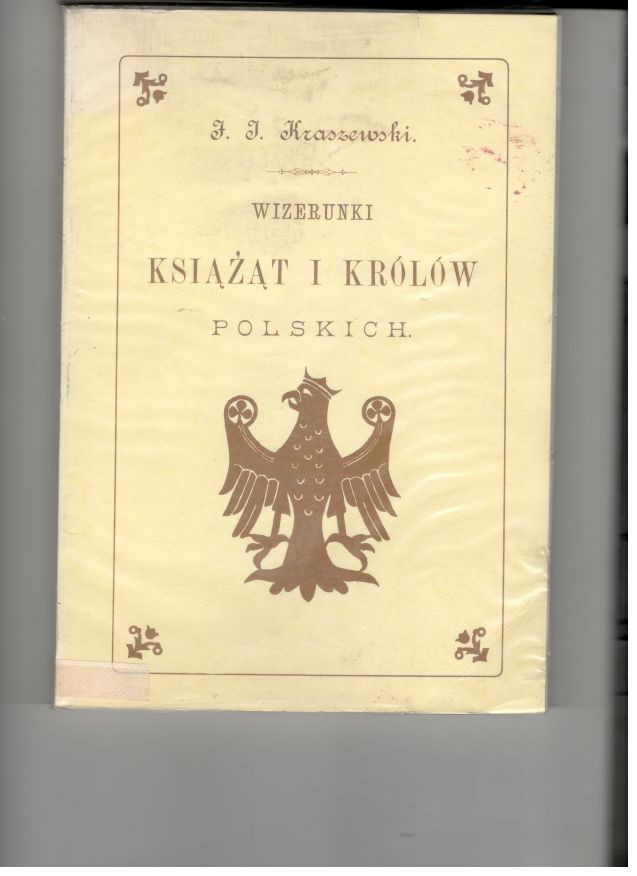 J. I. Kraszewski.
WIZERUNKI
KSIĄŻĄT I KRÓLÓW
POLSKICH.